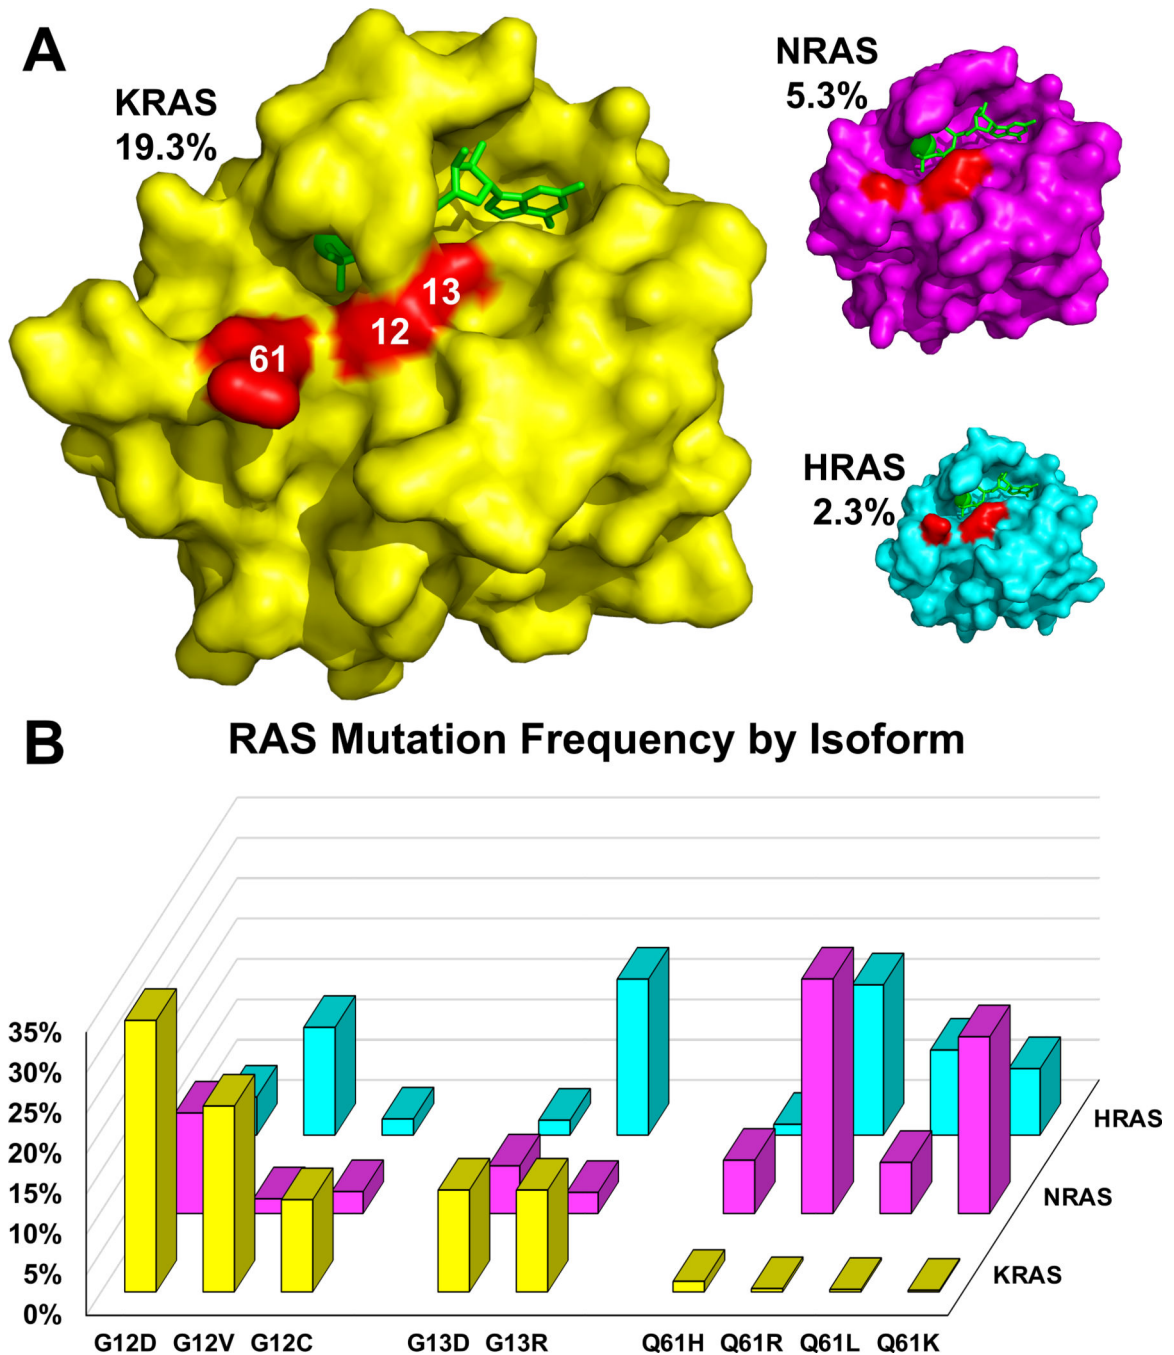 A
KRAS
19.3%
NRAS
5.3%
13
12
61
HRAS
2.3%
B
RAS Mutation Frequency by Isoform
35%
30%
25%
20%
15%
10%
5%
0%
HRAS
NRAS
KRAS
G12D G12V G12C G13D G13R Q61H Q61R Q61L Q61K